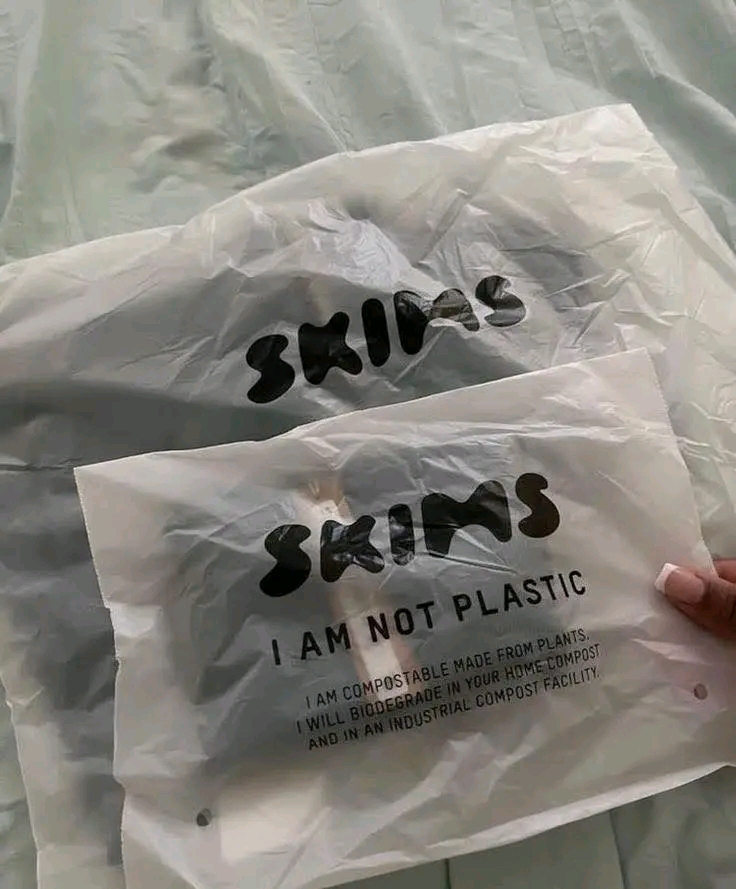 SKIMS
SKIMS
I AM NOT PLASTIC
I AM COMPOSTABLE MADE FROM PLANTS.
I WILL BIODEGRADE IN YOUR HOME COMPOST
AND IN AN INDUSTRIAL COMPOST FACILITY.